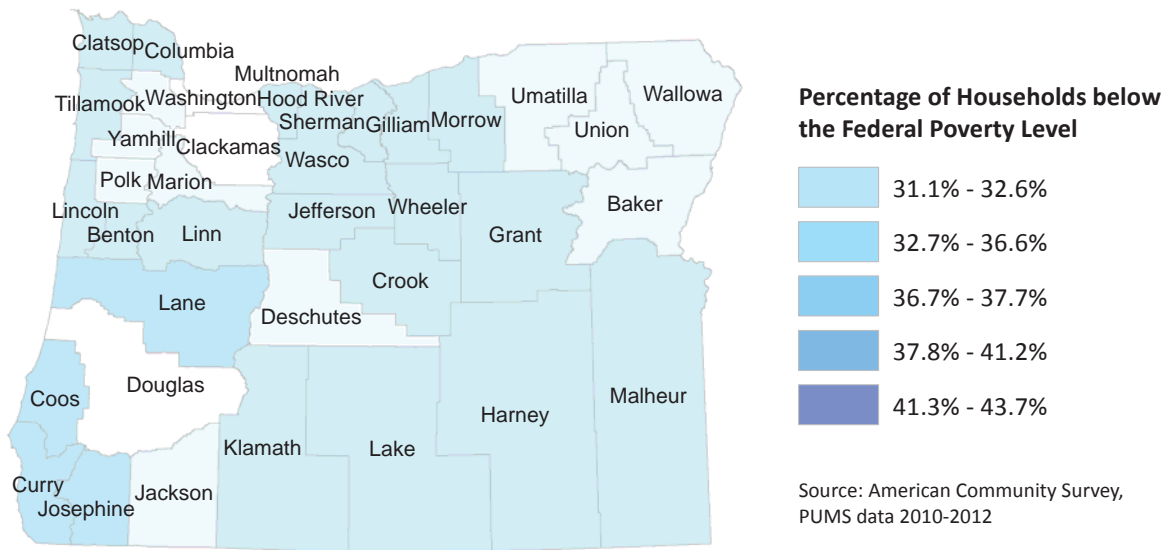 Clatsop
Columbia
Multnomah
Tillamook
Washington
Hood River
Umatilla
Wallowa
Sherman
Gilliam
Morrow
Union
Yamhill
Clackamas
Wasco
Polk
Marion
Baker
Lincoln
Jefferson
Wheeler
Benton
Linn
Grant
Crook
Lane
Deschutes
Douglas
Coos
Malheur
Harney
Klamath
Lake
Curry
Jackson
Josephine
Percentage of Households below
the Federal Poverty Level
31.1% - 32.6%
32.7% - 36.6%
36.7% - 37.7%
37.8% - 41.2%
41.3% - 43.7%
Source: American Community Survey,
PUMS data 2010-2012